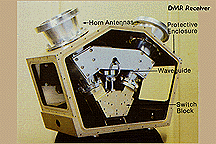 DMR Receiver
Horn Antennas
Protective
Enclosure
Waveguide
Switch
Block